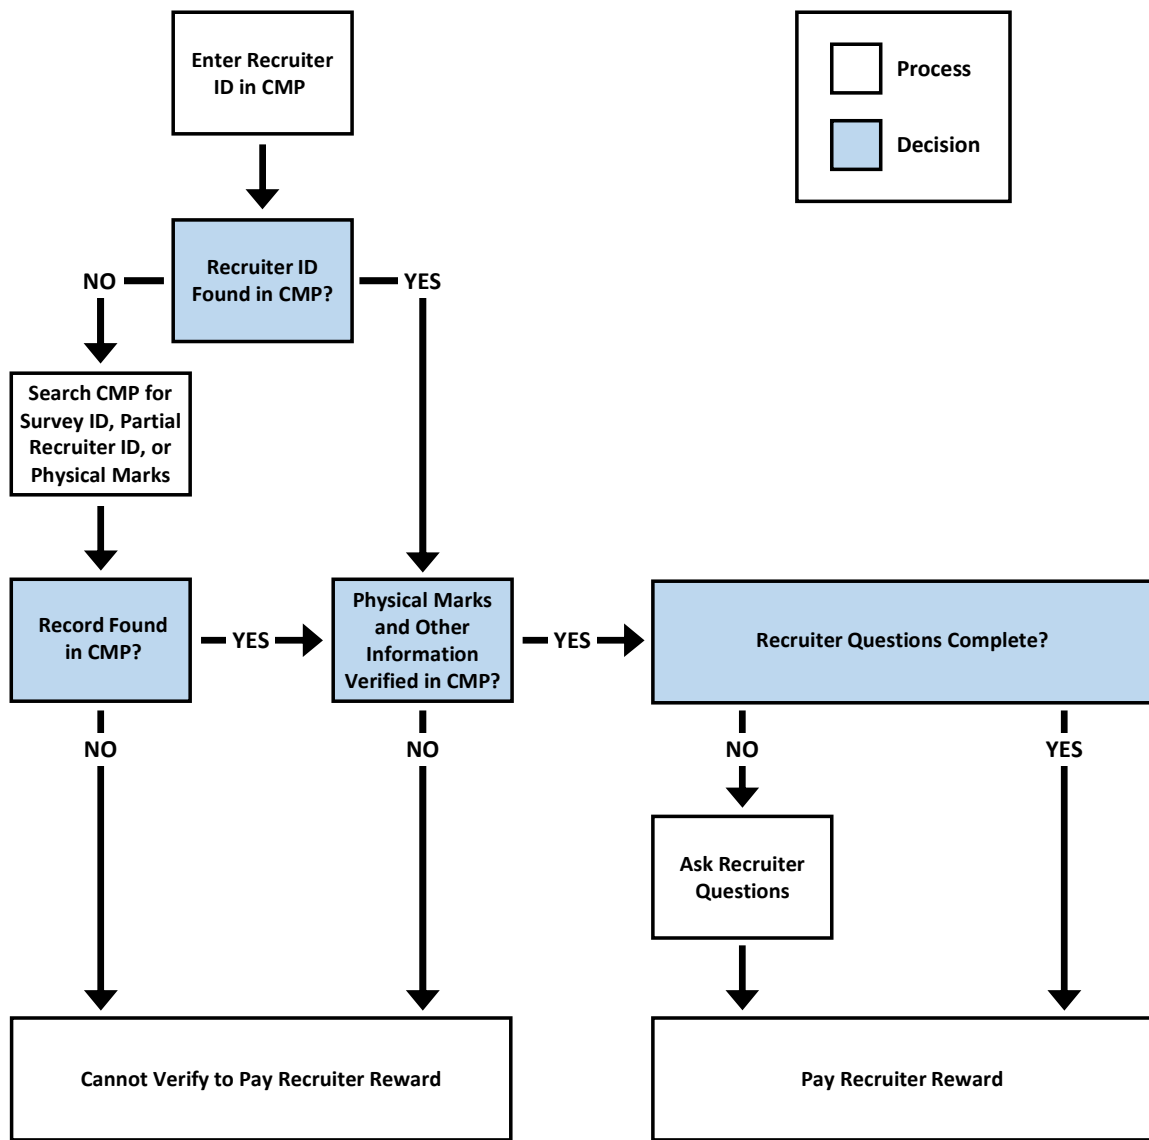 Enter Recruiter
ID in CMP
Process
Decision
Recruiter ID
Found in CMP?
NO
YES
Search CMP for
Survey ID, Partial
Recruiter ID, or
Physical Marks
Record Found
in CMP?
YES
Physical Marks
and Other
Information
Verified in CMP?
YES
Recruiter Questions Complete?
NO
NO
NO
YES
Ask Recruiter
Questions
Cannot Verify to Pay Recruiter Reward
Pay Recruiter Reward